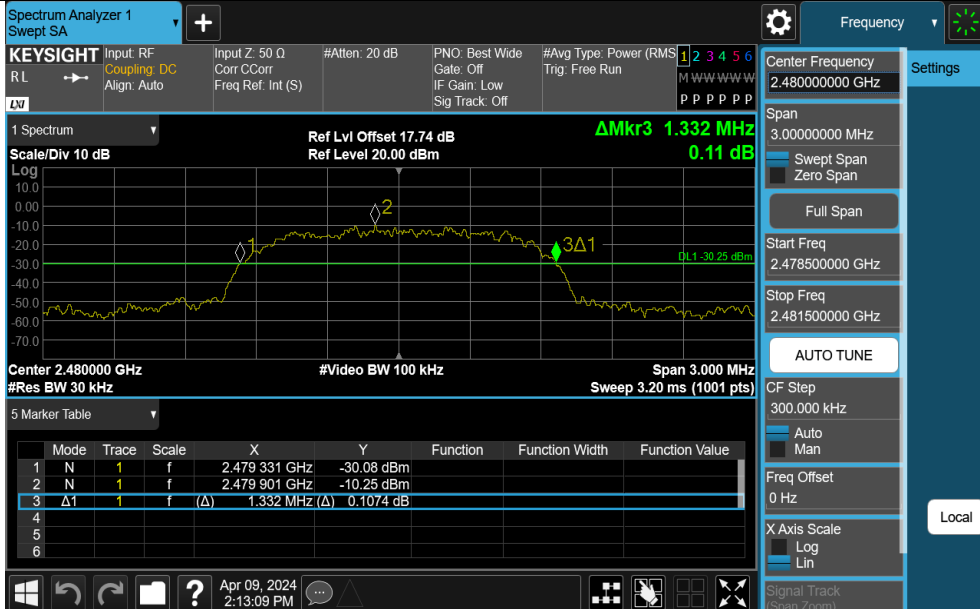 Spectrum Analyzer 1
Swept SA
+
Frequency
KEYSIGHT
RL
LXI
Input: RF
Coupling: DC
Align: Auto
Input Z: 50 Ω
Corr CCorr
Freq Ref: Int (S)
#Atten: 20 dB
PNO: Best Wide
Gate: Off
IF Gain: Low
Sig Track: Off
#Avg Type: Power (RMS
Trig: Free Run
1 2 3 4 5 6
M W W W W W
P P P P P P
Center Frequency
2.480000000 GHz
Settings
1 Spectrum
Scale/Div 10 dB
Ref Lvl Offset 17.74 dB
Ref Level 20.00 dBm
ΔMkr3 1.332 MHz
0.11 dB
Span
3.00000000 MHz
Swept Span
Zero Span
Full Span
Start Freq
2.478500000 GHz
Stop Freq
2.481500000 GHz
AUTO TUNE
CF Step
300.000 kHz
Auto
Man
Freq Offset
0 Hz
X Axis Scale
Log
Lin
Signal Track
(Span Zoom)
Local
Log
10.0
0.00
-10.0
-20.0
-30.0
-40.0
-50.0
-60.0
-70.0
1
2
3Δ1
DL1 -30.25 dBm
Center 2.480000 GHz
#Video BW 100 kHz
Span 3.000 MHz
#Res BW 30 kHz
Sweep 3.20 ms (1001 pts)
5 Marker Table
Mode Trace Scale X Y Function Function Width Function Value
1 N 1 f 2.479 331 GHz -30.08 dBm
2 N 1 f 2.479 901 GHz -10.25 dBm
3 Δ1 1 f (Δ) 1.332 MHz (Δ) 0.1074 dB
4
5
6
?
Apr 09, 2024
2:13:09 PM